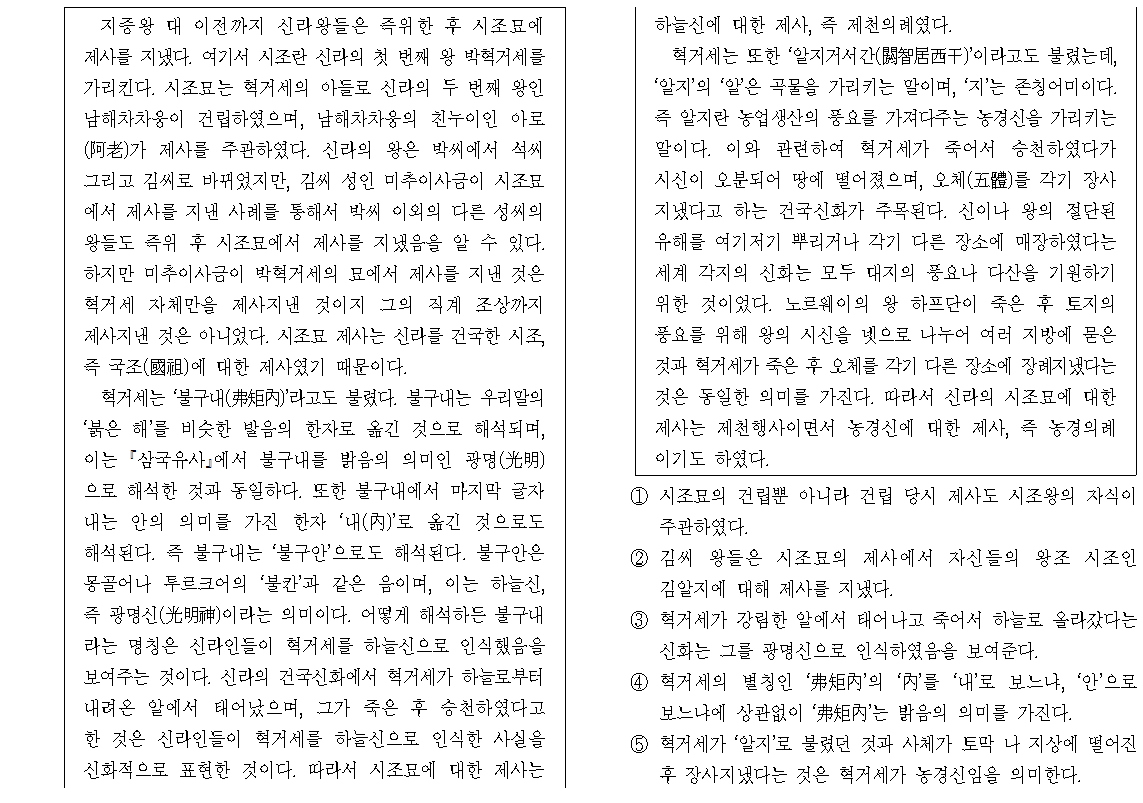 지증왕 대 이전까지 신라왕들은 즉위한 후 시조묘에
제사를 지냈다. 여기서 시조란 신라의 첫 번째 왕 박혁거세를
가리킨다. 시조묘는 혁거세의 아들로 신라의 두 번째 왕인
남해차차웅이 건립하였으며, 남해차차웅의 친누이인 아로
(阿老)가 제사를 주관하였다. 신라의 왕은 박씨에서 석씨
그리고 김씨로 바뀌었지만, 김씨 성인 미추이사금이 시조묘
에서 제사를 지낸 사례를 통해서 박씨 이외의 다른 성씨의
왕들도 즉위 후 시조묘에서 제사를 지냈음을 알 수 있다.
하지만 미추이사금이 박혁거세의 묘에서 제사를 지낸 것은
혁거세 자체만을 제사지낸 것이지 그의 직계 조상까지
제사지낸 것은 아니었다. 시조묘 제사는 신라를 건국한 시조,
즉 국조(國祖)에 대한 제사였기 때문이다.
혁거세는 ‘불구내(弗矩內)’라고도 불렸다. 불구내는 우리말의
‘붉은 해’를 비슷한 발음의 한자로 옮긴 것으로 해석되며,
이는 『삼국유사』에서 불구내를 밝음의 의미인 광명(光明)
으로 해석한 것과 동일하다. 또한 불구내에서 마지막 글자
내는 안의 의미를 가진 한자 ‘내(內)’로 옮긴 것으로도
해석된다. 즉 불구내는 ‘불구안’으로도 해석된다. 불구안은
몽골어나 투르크어의 ‘불칸’과 같은 음이며, 이는 하늘신,
즉 광명신(光明神)이라는 의미이다. 어떻게 해석하든 불구내
라는 명칭은 신라인들이 혁거세를 하늘신으로 인식했음을
보여주는 것이다. 신라의 건국신화에서 혁거세가 하늘로부터
내려온 알에서 태어났으며, 그가 죽은 후 승천하였다고
한 것은 신라인들이 혁거세를 하늘신으로 인식한 사실을
신화적으로 표현한 것이다. 따라서 시조묘에 대한 제사는
하늘신에 대한 제사, 즉 제천의례였다.
혁거세는 또한 ‘알지거서간(閼智居西干)’이라고도 불렸는데,
‘알지’의 ‘알’은 곡물을 가리키는 말이며, ‘지’는 존칭어미이다.
즉 알지란 농업생산의 풍요를 가져다주는 농경신을 가리키는
말이다. 이와 관련하여 혁거세가 죽어서 승천하였다가
시신이 오분되어 땅에 떨어졌으며, 오체(五體)를 각기 장사
지냈다고 하는 건국신화가 주목된다. 신이나 왕의 절단된
유해를 여기저기 뿌리거나 각기 다른 장소에 매장하였다는
세계 각지의 신화는 모두 대지의 풍요나 다산을 기원하기
위한 것이었다. 노르웨이의 왕 하프단이 죽은 후 토지의
풍요를 위해 왕의 시신을 넷으로 나누어 여러 지방에 묻은
것과 혁거세가 죽은 후 오체를 각기 다른 장소에 장례지냈다는
것은 동일한 의미를 가진다. 따라서 신라의 시조묘에 대한
제사는 제천행사이면서 농경신에 대한 제사, 즉 농경의례
이기도 하였다.
① 시조묘의 건립뿐 아니라 건립 당시 제사도 시조왕의 자식이
주관하였다.
② 김씨 왕들은 시조묘의 제사에서 자신들의 왕조 시조인
김알지에 대해 제사를 지냈다.
③ 혁거세가 강림한 알에서 태어나고 죽어서 하늘로 올라갔다는
신화는 그를 광명신으로 인식하였음을 보여준다.
④ 혁거세의 별칭인 ‘弗矩內’의 ‘內’를 ‘내’로 보느냐, ‘안’으로
보느냐에 상관없이 ‘弗矩內’는 밝음의 의미를 가진다.
⑤ 혁거세가 ‘알지’로 불렸던 것과 사체가 토막 나 지상에 떨어진
후 장사지냈다는 것은 혁거세가 농경신임을 의미한다.